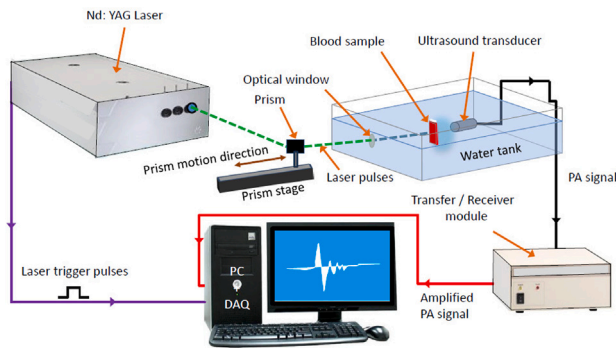 Nd: YAG Laser
Blood sample
Ultrasound transducer
Optical window
Prism
Prism motion direction
Laser pulses
Prism stage
Water tank
PA signal
Transfer / Receiver
module
Laser trigger pulses
PC
DAQ
Amplified
PA signal